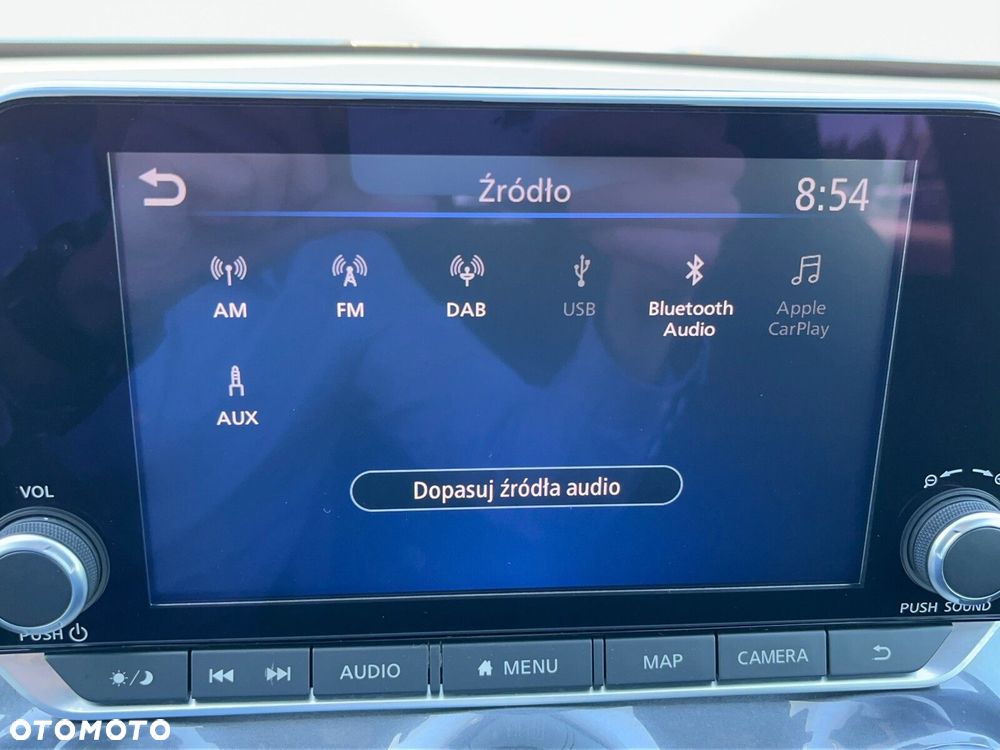 Źródło
8:54
AM
FM
DAB
USB
Bluetooth
Audio
Apple
CarPlay
AUX
Dopasuj źródła audio
VOL
PUSH
PUSH SOUND
AUDIO
MENU
MAP
CAMERA
OTOMOTO